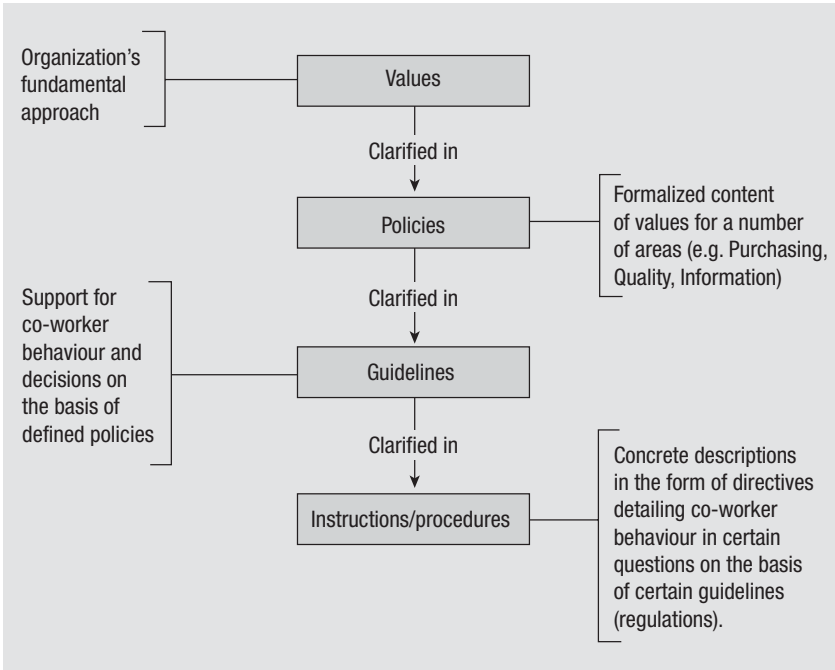 Organization's
fundamental
approach
Values
Clarified in
Policies
Formalized content
of values for a number
of areas (e.g. Purchasing,
Quality, Information)
Clarified in
Support for
co-worker
behaviour and
decisions on
the basis of
defined policies
Guidelines
Clarified in
Instructions/procedures
Concrete descriptions
in the form of directives
detailing co-worker
behaviour in certain
questions on the basis
of certain guidelines
(regulations).